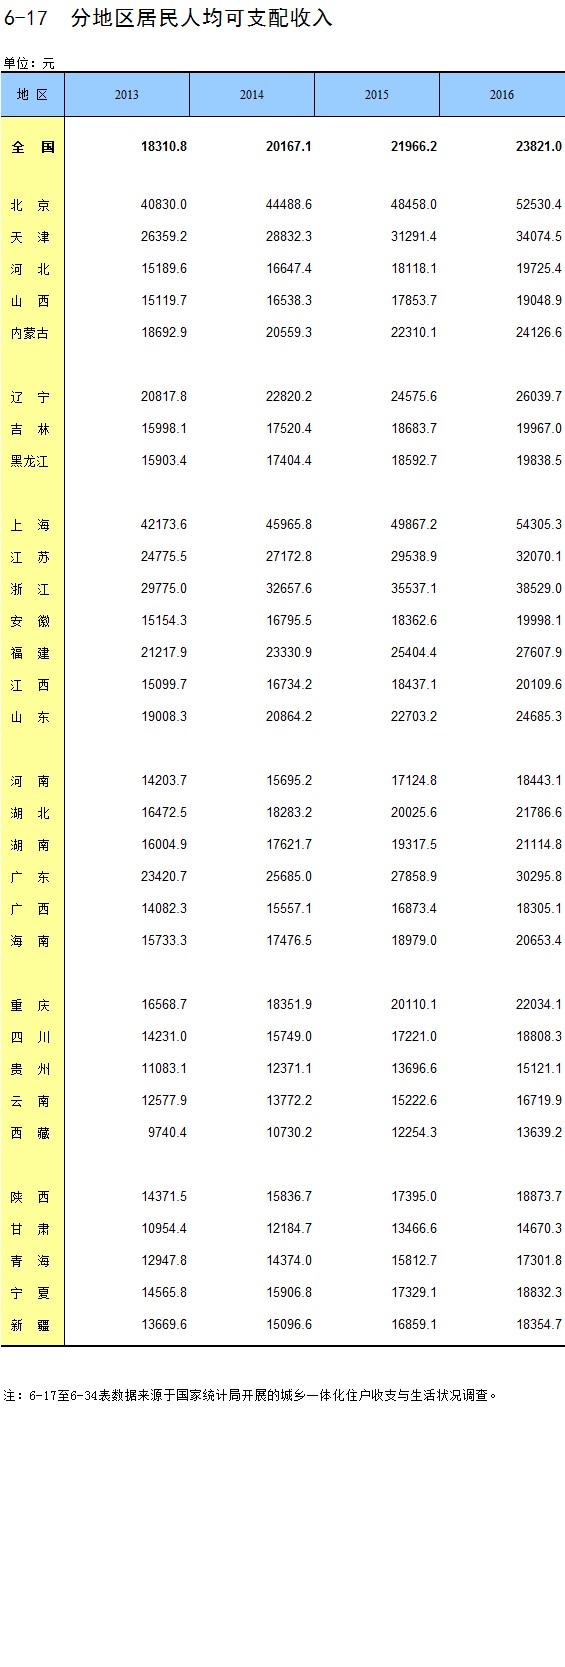 6-17 分地区居民人均可支配收入
单位：元
地 区 2013 2014 2015 2016
全 国 18310.8 20167.1 21966.2 23821.0
北 京 40830.0 44488.6 48458.0 52530.4
天 津 26359.2 28832.3 31291.4 34074.5
河 北 15189.6 16647.4 18118.1 19725.4
山 西 15119.7 16538.3 17853.7 19048.9
内蒙古 18692.9 20559.3 22310.1 24126.6
辽 宁 20817.8 22820.2 24575.6 26039.7
吉 林 15998.1 17520.4 18683.7 19967.0
黑龙江 15903.4 17404.4 18592.7 19838.5
上 海 42173.6 45965.8 49867.2 54305.3
江 苏 24775.5 27172.8 29538.9 32070.1
浙 江 29775.0 32657.6 35537.1 38529.0
安 徽 15154.3 16795.5 18362.6 19998.1
福 建 21217.9 23330.9 25404.4 27607.9
江 西 15099.7 16734.2 18437.1 20109.6
山 东 19008.3 20864.2 22703.2 24685.3
河 南 14203.7 15695.2 17124.8 18443.1
湖 北 16472.5 18283.2 20025.6 21786.6
湖 南 16004.9 17621.7 19317.5 21114.8
广 东 23420.7 25685.0 27858.9 30295.8
广 西 14082.3 15557.1 16873.4 18305.1
海 南 15733.3 17476.5 18979.0 20653.4
重 庆 16568.7 18351.9 20110.1 22034.1
四 川 14231.0 15749.0 17221.0 18808.3
贵 州 11083.1 12371.1 13696.6 15121.1
云 南 12577.9 13772.2 15222.6 16719.9
西 藏 9740.4 10730.2 12254.3 13639.2
陕 西 14371.5 15836.7 17395.0 18873.7
甘 肃 10954.4 12184.7 13466.6 14670.3
青 海 12947.8 14374.0 15812.7 17301.8
宁 夏 14565.8 15906.8 17329.1 18832.3
新 疆 13669.6 15096.6 16859.1 18354.7
注：6-17至6-34表数据来源于国家统计局开展的城乡一体化住户收支与生活状况调查。